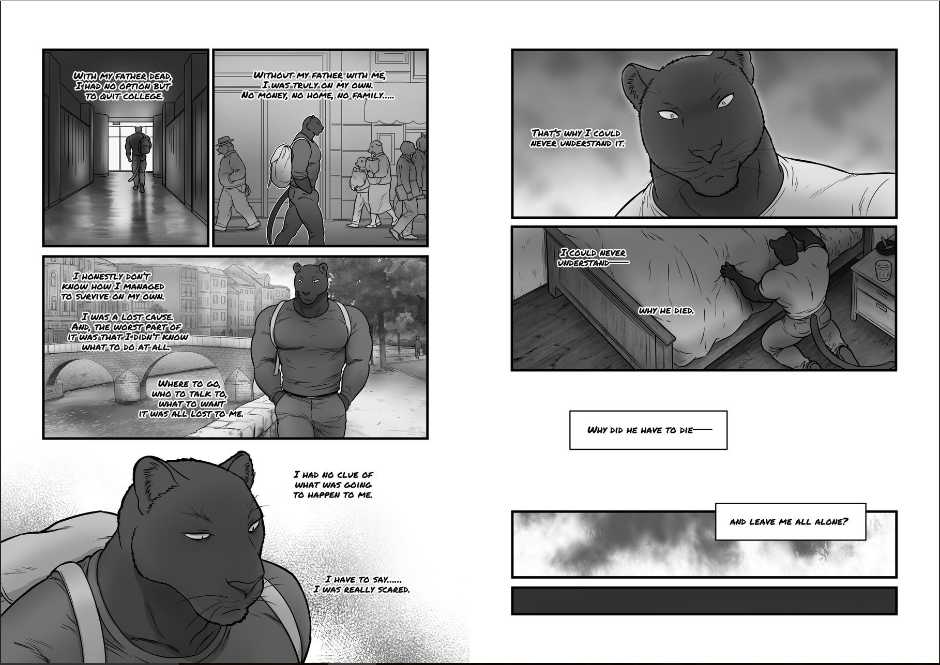 WITH MY FATHER DEAD,
I HAD NO OPTION BUT
TO QUIT COLLEGE.
WITHOUT MY FATHER WITH ME,
I WAS TRULY ON MY OWN.
NO MONEY, NO HOME, NO FAMILY.....
I HONESTLY DON'T
KNOW HOW I MANAGED
TO SURVIVE ON MY OWN.
I WAS A LOST CAUSE.
AND, THE WORST PART OF
IT WAS THAT I DIDN'T KNOW
WHAT TO DO AT ALL.
WHERE TO GO,
WHO TO TALK TO,
WHAT TO WANT
IT WAS ALL LOST TO ME.
I HAD NO CLUE OF
WHAT WAS GOING
TO HAPPEN TO ME.
I HAVE TO SAY......
I WAS REALLY SCARED.
THAT'S WHY I COULD
NEVER UNDERSTAND IT.
I COULD NEVER
UNDERSTAND——
WHY HE DIED.
WHY DID HE HAVE TO DIE——
AND LEAVE ME ALL ALONE?